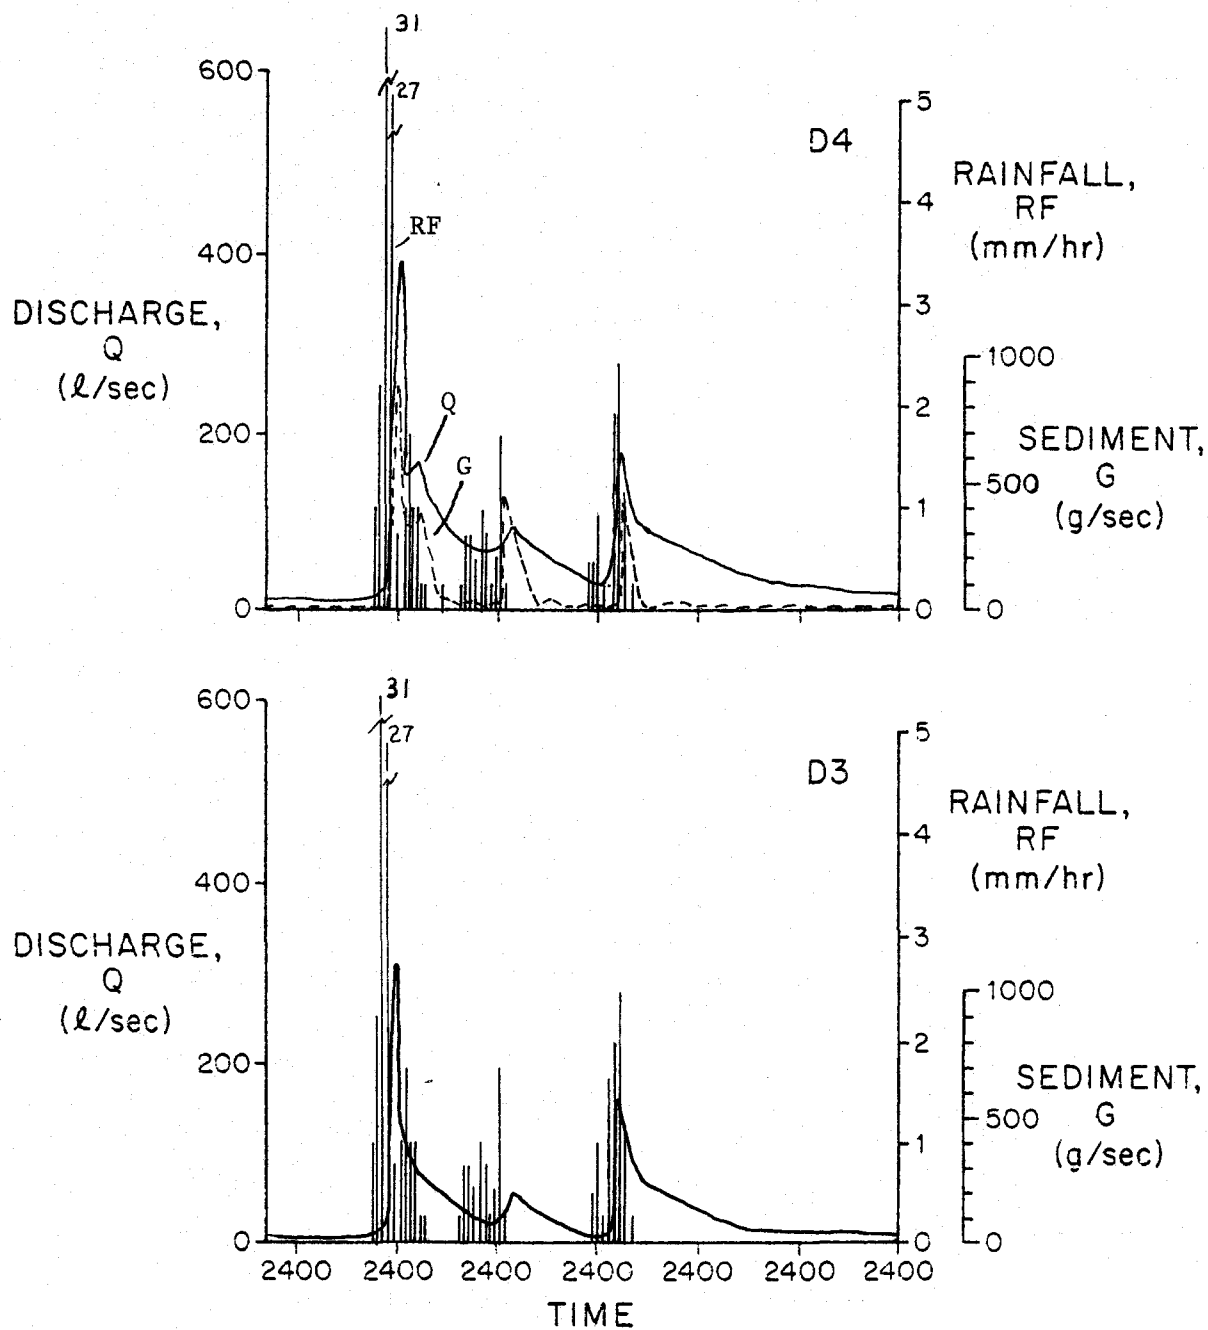 31
600
27
5
D4
RAINFALL,
RF
(mm/hr)
4
RF
400
DISCHARGE,
Q
(ℓ/sec)
3
1000
Q
2
200
SEDIMENT,
G
(g/sec)
G
500
1
0
0
0
31
600
27
5
D3
RAINFALL,
RF
(mm/hr)
4
400
DISCHARGE,
Q
(ℓ/sec)
3
1000
2
200
SEDIMENT,
G
(g/sec)
500
1
0
0
0
2400 2400 2400 2400 2400 2400 2400
TIME